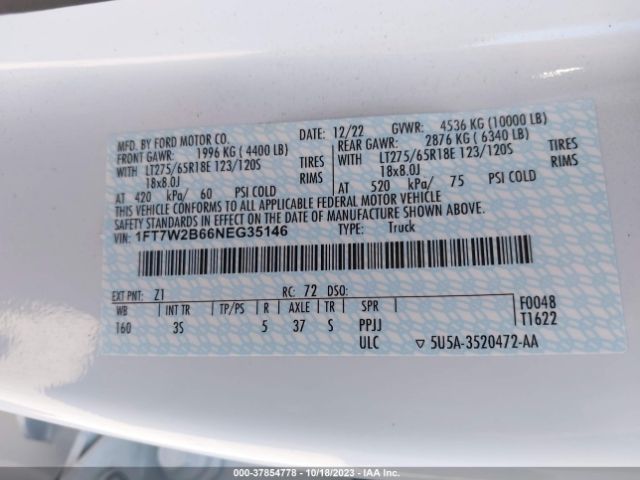 MFD. BY FORD MOTOR CO. 12/22 GVWR: 4536 KG (10000 LB)
FRONT GAWR: 1996 KG (4400 LB) REAR GAWR: 2876 KG (6340 LB)
WITH LT275/65R18E 123/120S TIRES WITH LT275/65R18E 123/120S TIRES
18x8.0J RIMS 18x8.0J RIMS
AT 420 kPa/ 60 PSI COLD AT 520 kPa/ 75 PSI COLD
THIS VEHICLE CONFORMS TO ALL APPLICABLE FEDERAL MOTOR VEHICLE
SAFETY STANDARDS IN EFFECT ON THE DATE OF MANUFACTURE SHOWN ABOVE.
VIN: 1FT7W2B66NEG35146 TYPE: Truck
EXT PNT: Z1 RC: 72 DSO:
WB INT TR TP/PS R AXLE TR SPR F0048
160 3S 5 37 S PPJJ T1622
ULC ▽ 5U5A-3520472-AA
000-37854778 - 10/18/2023 - IAAI.com